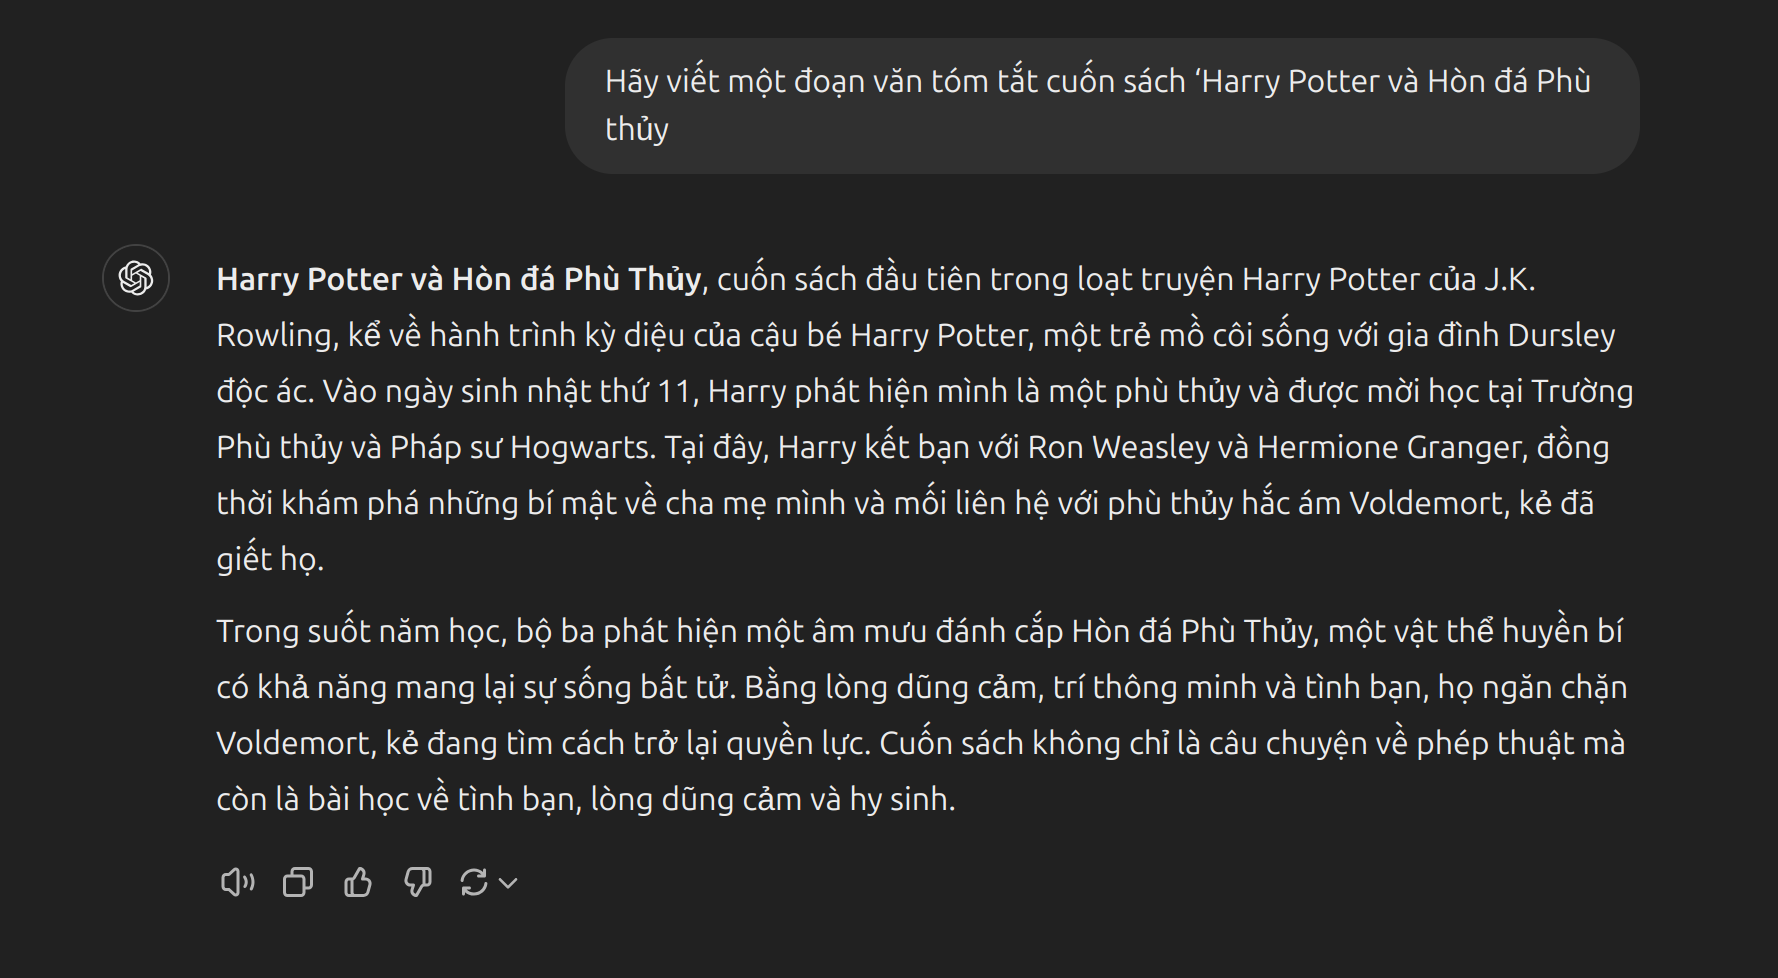 Hãy viết một đoạn văn tóm tắt cuốn sách ‘Harry Potter và Hòn đá Phù
thủy
Harry Potter và Hòn đá Phù Thủy, cuốn sách đầu tiên trong loạt truyện Harry Potter của J.K.
Rowling, kể về hành trình kỳ diệu của cậu bé Harry Potter, một trẻ mồ côi sống với gia đình Dursley
độc ác. Vào ngày sinh nhật thứ 11, Harry phát hiện mình là một phù thủy và được mời học tại Trường
Phù thủy và Pháp sư Hogwarts. Tại đây, Harry kết bạn với Ron Weasley và Hermione Granger, đồng
thời khám phá những bí mật về cha mẹ mình và mối liên hệ với phù thủy hắc ám Voldemort, kẻ đã
giết họ.
Trong suốt năm học, bộ ba phát hiện một âm mưu đánh cắp Hòn đá Phù Thủy, một vật thể huyền bí
có khả năng mang lại sự sống bất tử. Bằng lòng dũng cảm, trí thông minh và tình bạn, họ ngăn chặn
Voldemort, kẻ đang tìm cách trở lại quyền lực. Cuốn sách không chỉ là câu chuyện về phép thuật mà
còn là bài học về tình bạn, lòng dũng cảm và hy sinh.